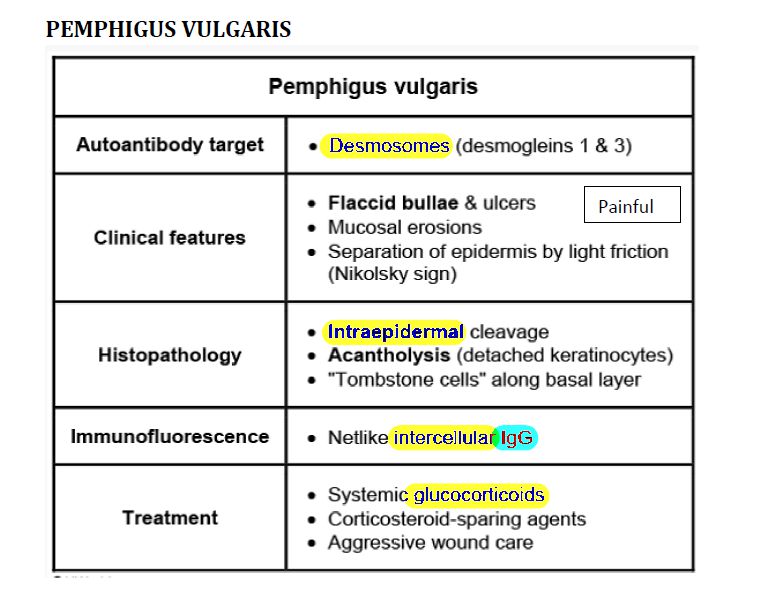 PEMPHIGUS VULGARIS
Pemphigus vulgaris
Autoantibody target
• Desmosomes (desmogleins 1 & 3)
Clinical features
• Flaccid bullae & ulcers
Painful
• Mucosal erosions
• Separation of epidermis by light friction
(Nikolsky sign)
Histopathology
• Intraepidermal cleavage
• Acantholysis (detached keratinocytes)
• "Tombstone cells" along basal layer
Immunofluorescence
• Netlike intercellular IgG
Treatment
• Systemic glucocorticoids
• Corticosteroid-sparing agents
• Aggressive wound care